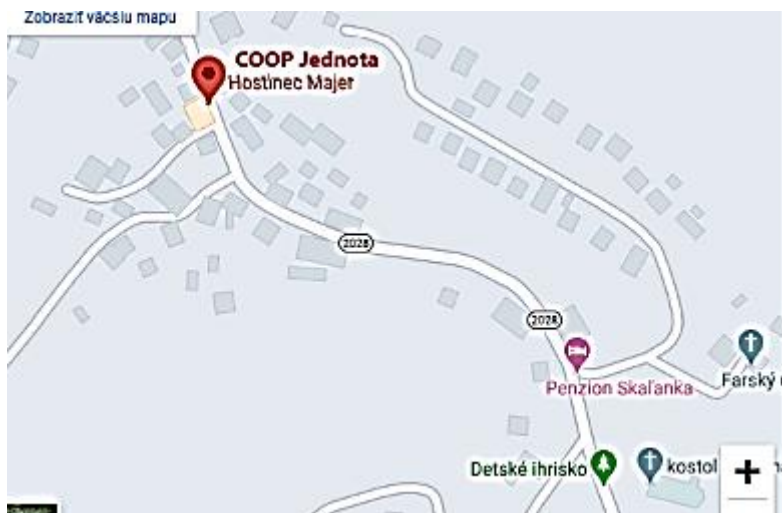 Zobraziť väčšiu mapu
COOP Jednota
Hostinec Majer
2028
2028
Penzion Skaľanka
Farský
Detské ihrisko
kostol
+